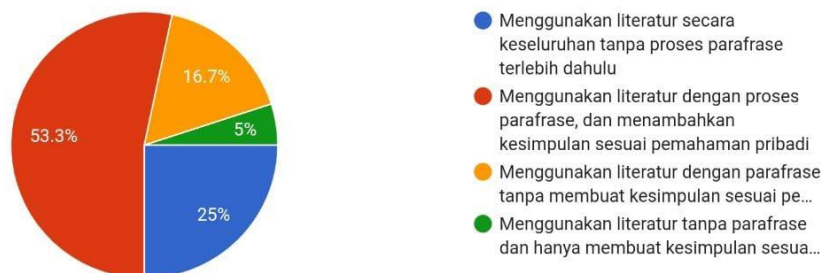 53.3%
16.7%
5%
25%
Menggunakan literatur secara
keseluruhan tanpa proses parafrase
terlebih dahulu
Menggunakan literatur dengan proses
parafrase, dan menambahkan
kesimpulan sesuai pemahaman pribadi
Menggunakan literatur dengan parafrase
tanpa membuat kesimpulan sesuai pe...
Menggunakan literatur tanpa parafrase
dan hanya membuat kesimpulan sesua...